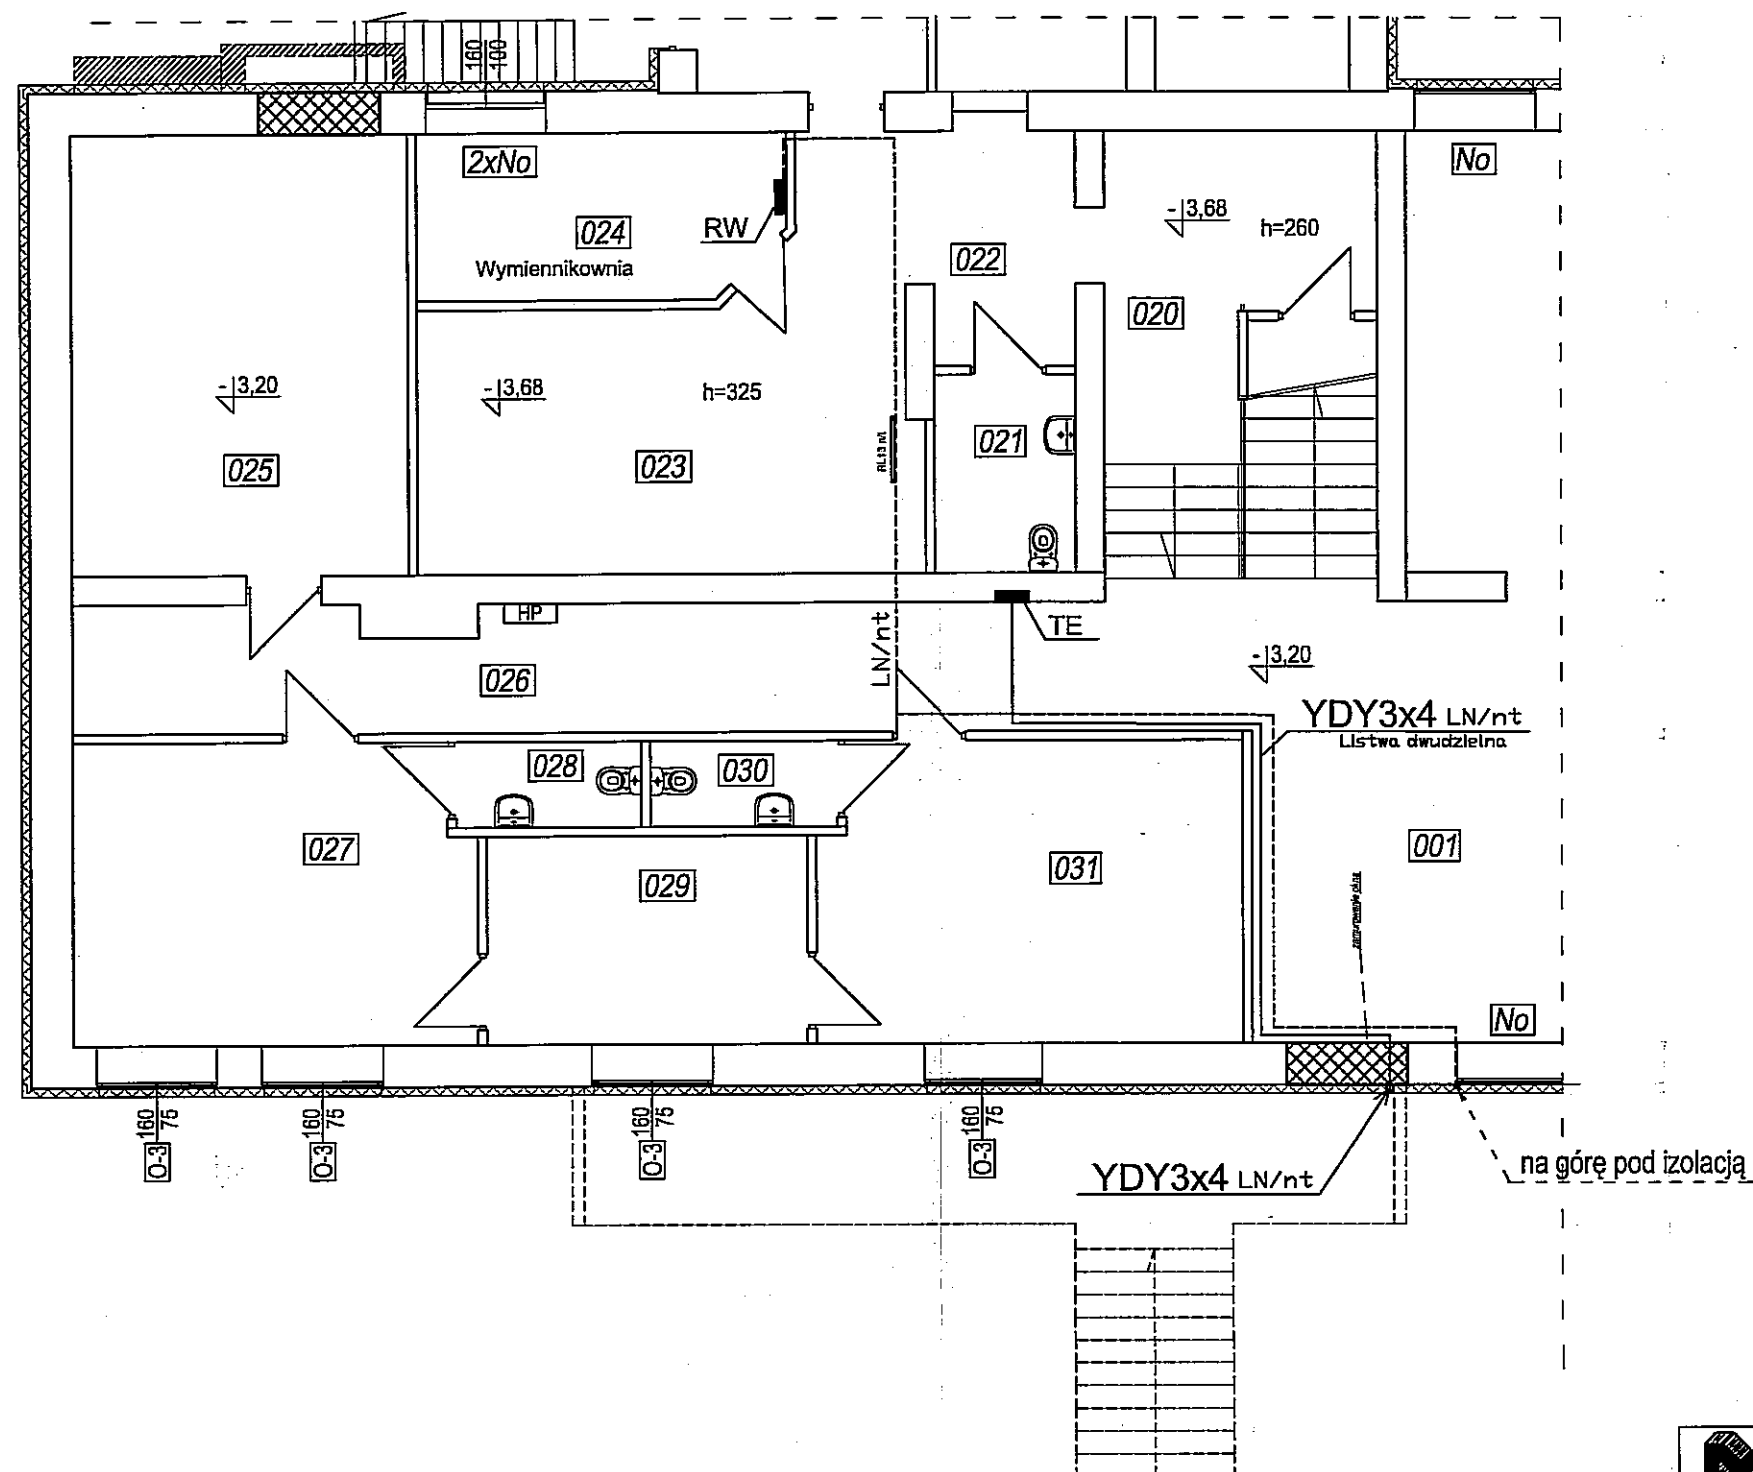 160
100
2xNo
No
024
RW
-3,68
h=260
022
Wymiennikownia
020
-3,20
-3,68
h=325
021
025
023
RL13 n/t
HP
TE
LN/nt
026
-3,20
YDY3x4 LN/nt
Listwa dwudzielna
028
030
027
001
031
029
zamurowanie okna
No
160
75
O-3
160
75
O-3
160
75
O-3
160
75
O-3
YDY3x4 LN/nt
na górę pod izolacją